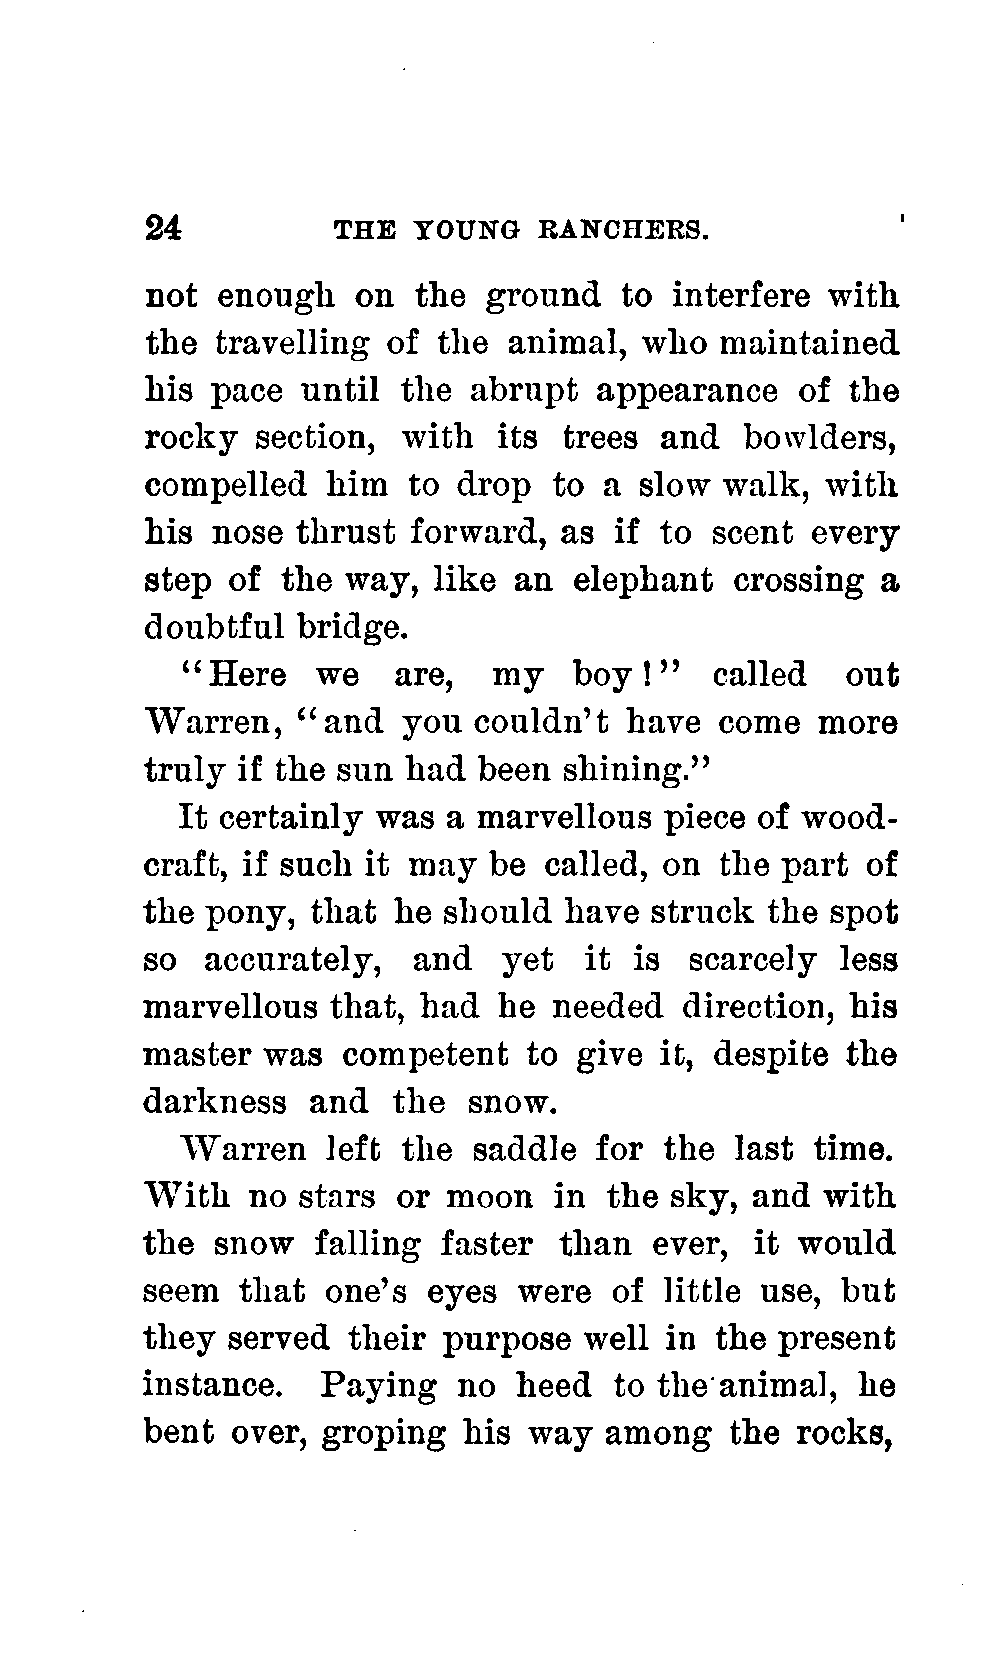 24 THE YOUNG RANCHERS.
not enough on the ground to interfere with
the travelling of the animal, who maintained
his pace until the abrupt appearance of the
rocky section, with its trees and bowlders,
compelled him to drop to a slow walk, with
his nose thrust forward, as if to scent every
step of the way, like an elephant crossing a
doubtful bridge.
"Here we are, my boy!" called out
Warren, "and you couldn't have come more
truly if the sun had been shining."
It certainly was a marvellous piece of wood-
craft, if such it may be called, on the part of
the pony, that he should have struck the spot
so accurately, and yet it is scarcely less
marvellous that, had he needed direction, his
master was competent to give it, despite the
darkness and the snow.
Warren left the saddle for the last time.
With no stars or moon in the sky, and with
the snow falling faster than ever, it would
seem that one's eyes were of little use, but
they served their purpose well in the present
instance. Paying no heed to the animal, he
bent over, groping his way among the rocks,